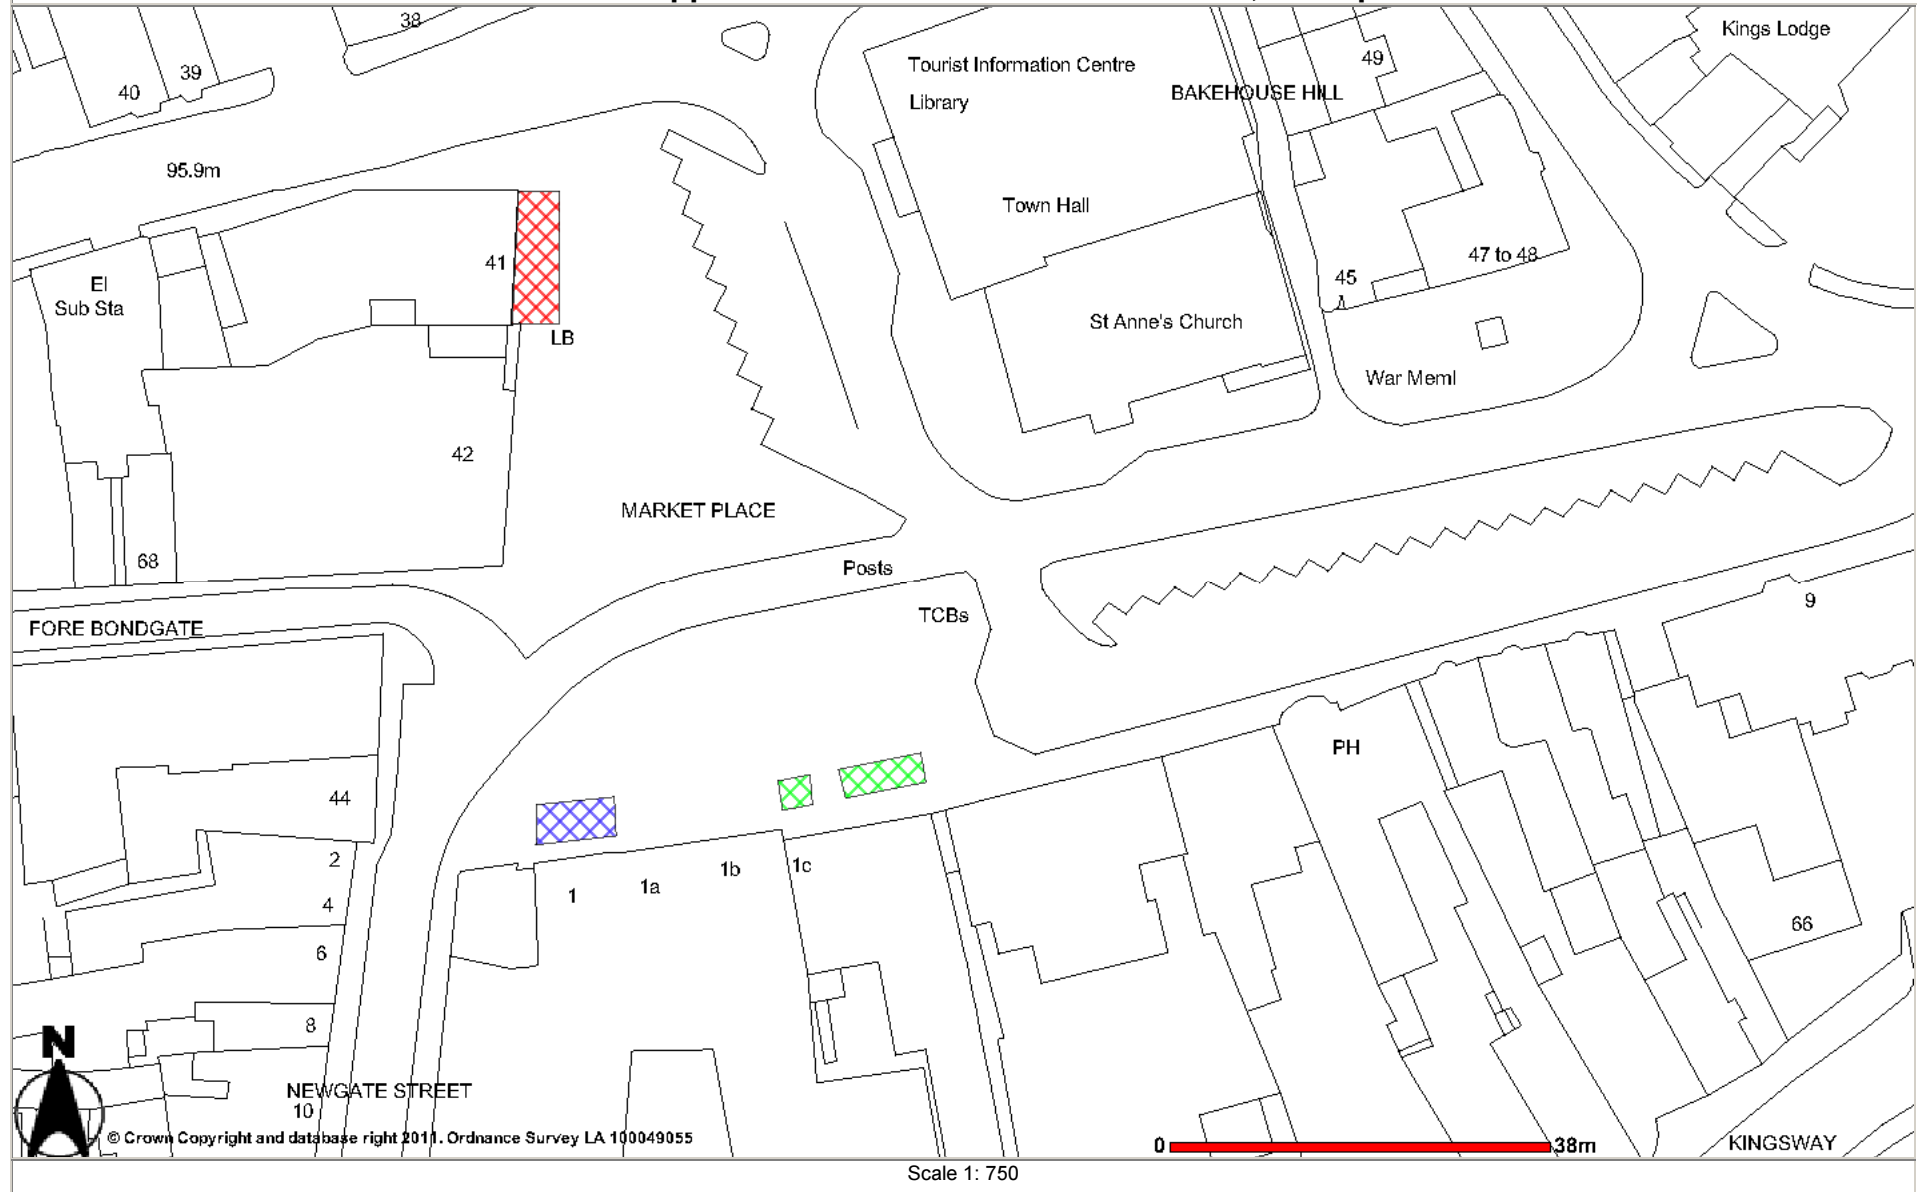 38
Kings Lodge
49
Tourist Information Centre
39
40
BAKEHOUSE HILL
Library
95.9m
Town Hall
41
47 to 48
45
El
Sub Sta
St Anne's Church
LB
War Meml
42
MARKET PLACE
68
Posts
9
TCBs
FORE BONDGATE
PH
44
2
1b
1c
1a
1
4
66
6
8
N
NEWGATE STREET
10
© Crown Copyright and database right 2011. Ordnance Survey LA 100049055
0
38m
KINGSWAY
Scale 1: 750